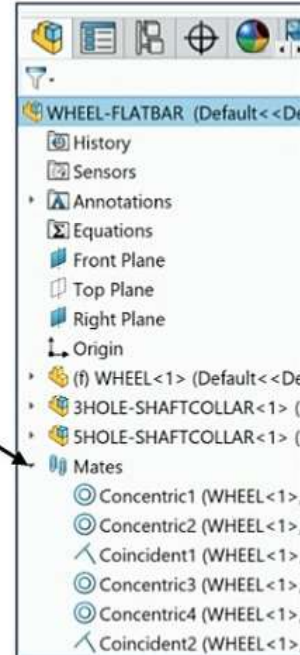 WHEEL-FLATBAR (Default<<De
History
Sensors
Annotations
Equations
Front Plane
Top Plane
Right Plane
Origin
(f) WHEEL<1> (Default<<De
3HOLE-SHAFTCOLLAR<1> (
5HOLE-SHAFTCOLLAR<1> (
Mates
Concentric1 (WHEEL<1>,
Concentric2 (WHEEL<1>,
Coincident1 (WHEEL<1>,
Concentric3 (WHEEL<1>,
Concentric4 (WHEEL<1>,
Coincident2 (WHEEL<1>,